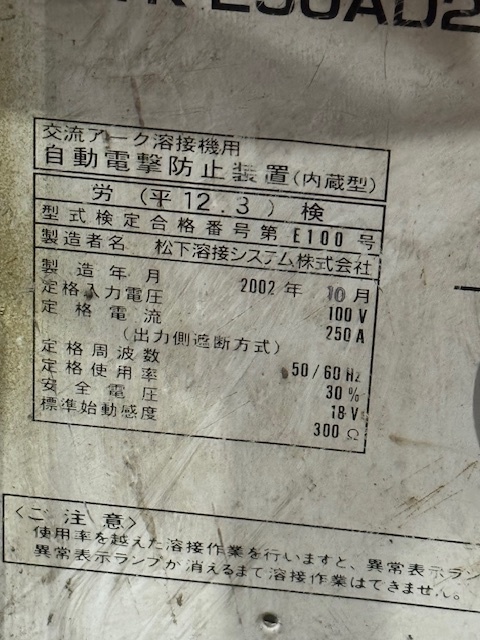 交流アーク溶接機用
自動電撃防止装置(内蔵型)
労(平12.3)検
型式検定合格番号第 E100 号
製造者名 松下溶接システム株式会社
製造年月 2002年 10月
定格入力電圧 100 V
定格電流 250 A
(出力側遮断方式)
定格周波数 50/60 Hz
定格使用率 30 %
安全電圧 18 V
標準始動感度 300 Ω
〈ご注意〉
使用率を越えた溶接作業を行いますと、異常表示ラン
異常表示ランプが消えるまで溶接作業はできません。